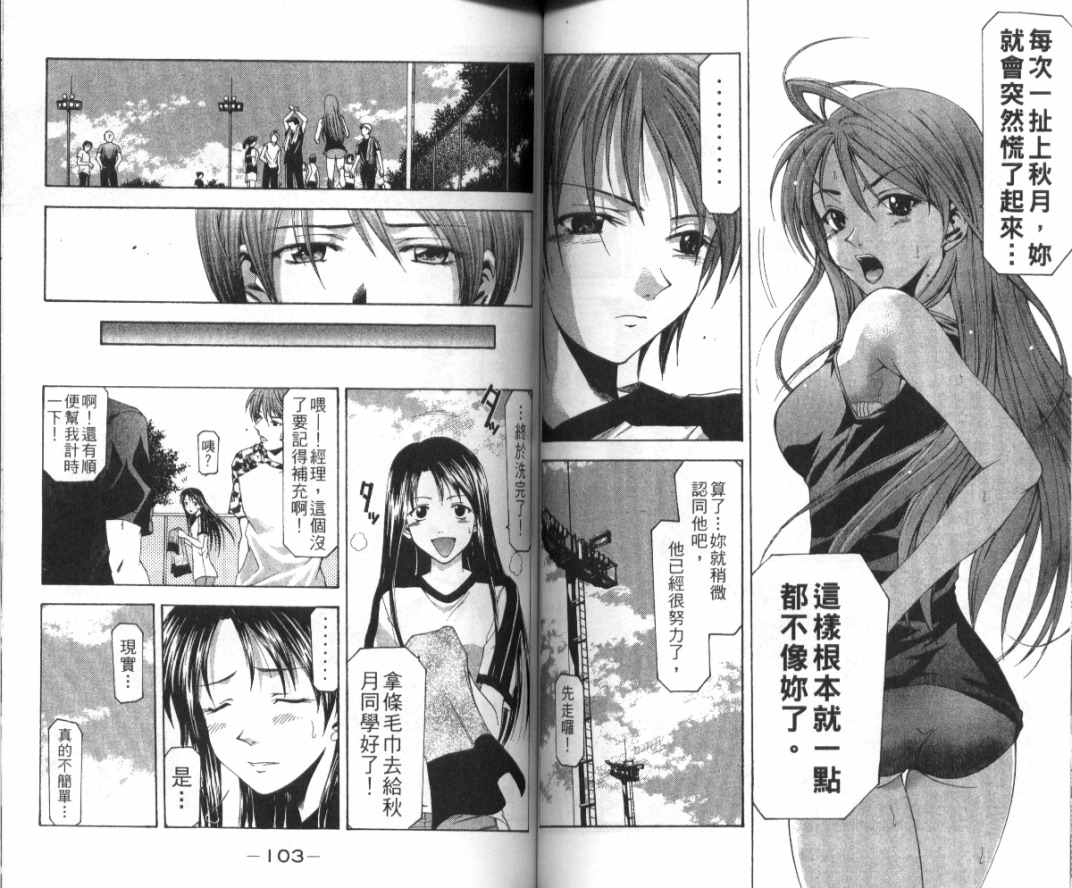 每次一扯上秋月，妳
就會突然慌了起來…
這樣根本就一點
都不像妳了。
………
算了…妳就稍微
認同他吧，
他已經很努力了，
先走囉！
…終於洗完了！
タッ
タッ
拿條毛巾去給秋
月同學好了！
喂——！經理，這個沒
了要記得補充啊！
咦？
啊！還有順
便幫我計時
一下！
……
是…
現實…
真的不簡單…
—103—